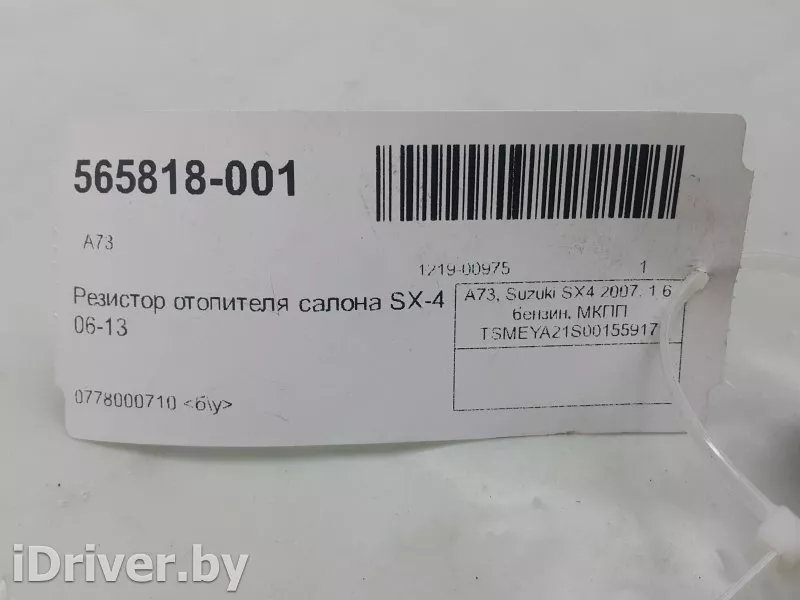 565818-001
A73
1219-00975 1
Резистор отопителя салона SX-4
06-13
0778000710 <б\у>
A73, Suzuki SX4 2007, 1.6
бензин, МКПП
TSMEYA21S00155917
iDriver.by